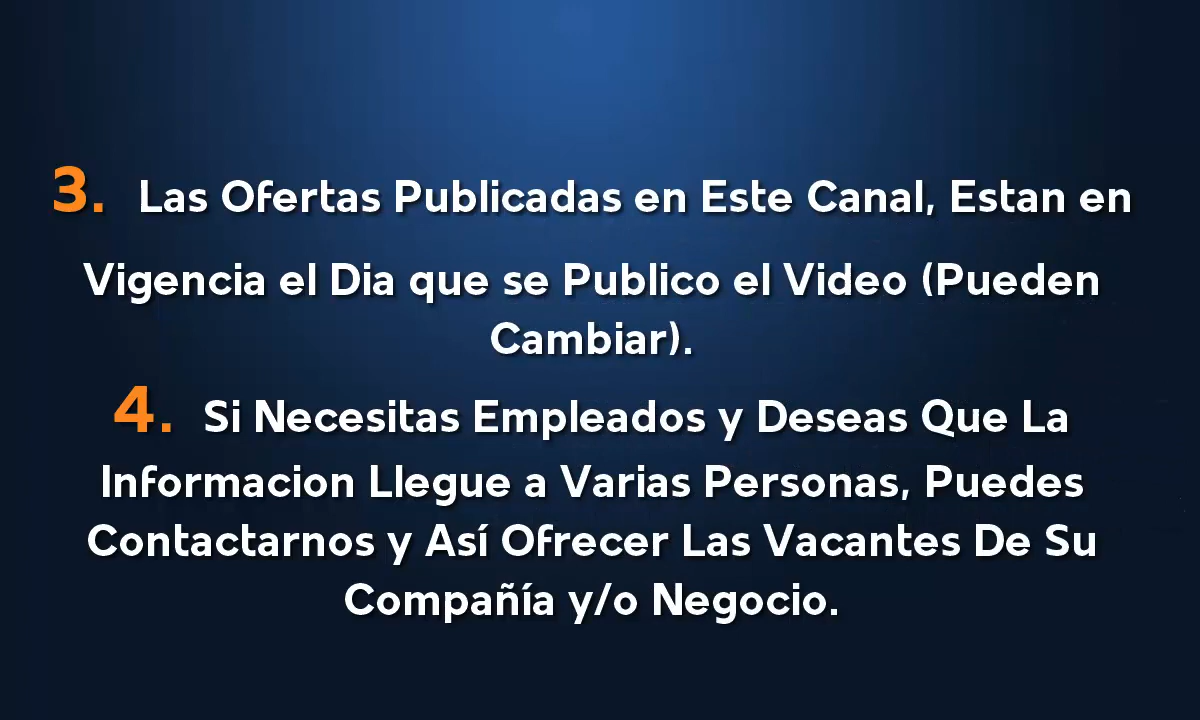 3. Las Ofertas Publicadas en Este Canal, Estan en
Vigencia el Dia que se Publico el Video (Pueden
Cambiar).
4. Si Necesitas Empleados y Deseas Que La
Informacion Llegue a Varias Personas, Puedes
Contactarnos y Así Ofrecer Las Vacantes De Su
Compañía y/o Negocio.